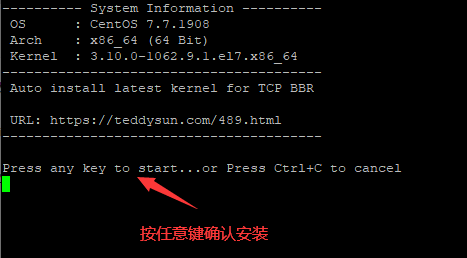 ---------- System Information ----------
OS      : CentOS 7.7.1908
Arch    : x86_64 (64 Bit)
Kernel  : 3.10.0-1062.9.1.el7.x86_64
----------------------------------------
Auto install latest kernel for TCP BBR
URL: https://teddysun.com/489.html
----------------------------------------
Press any key to start...or Press Ctrl+C to cancel
按任意键确认安装